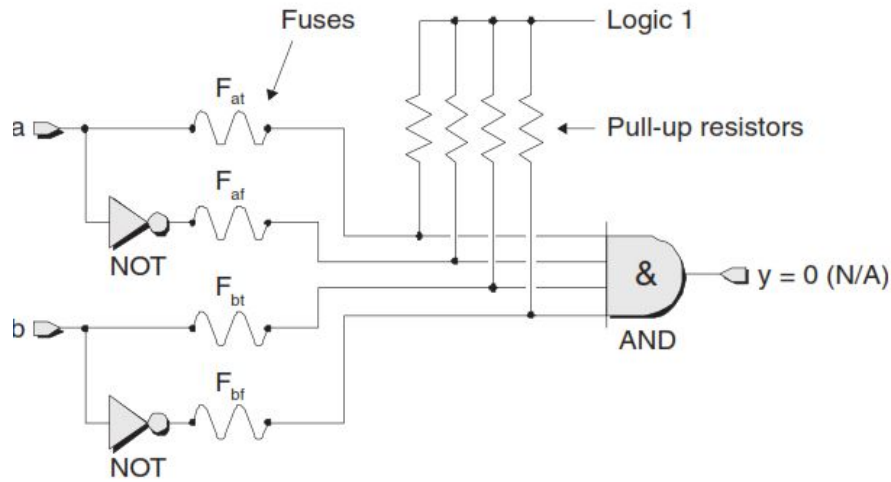 Fuses
Logic 1
Fat
a
Pull-up resistors
Faf
NOT
&
y = 0 (N/A)
Fbt
b
AND
Fbf
NOT